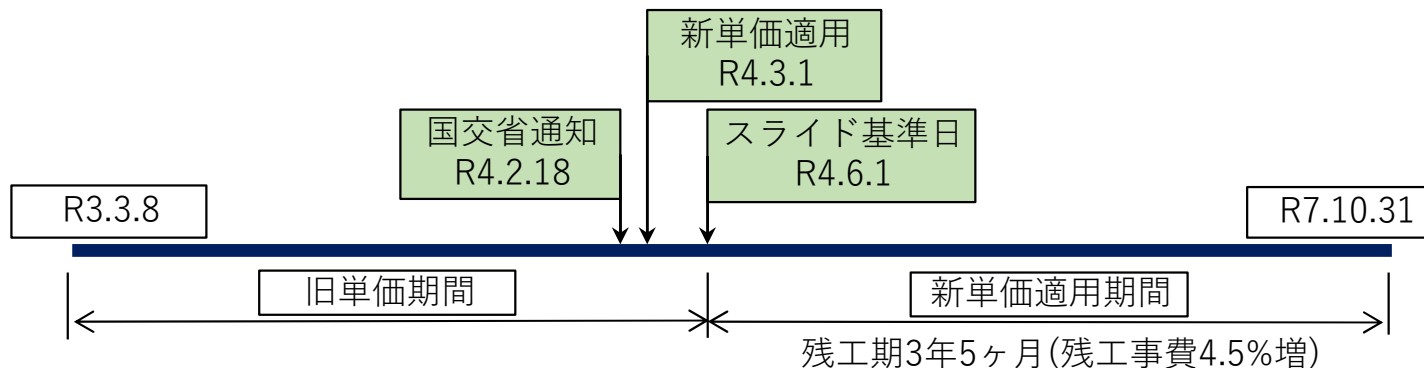 新単価適用
R4.3.1
国交省通知
R4.2.18
スライド基準日
R4.6.1
R3.3.8
R7.10.31
旧単価期間
新単価適用期間
残工期3年5ヶ月(残工事費4.5%増)